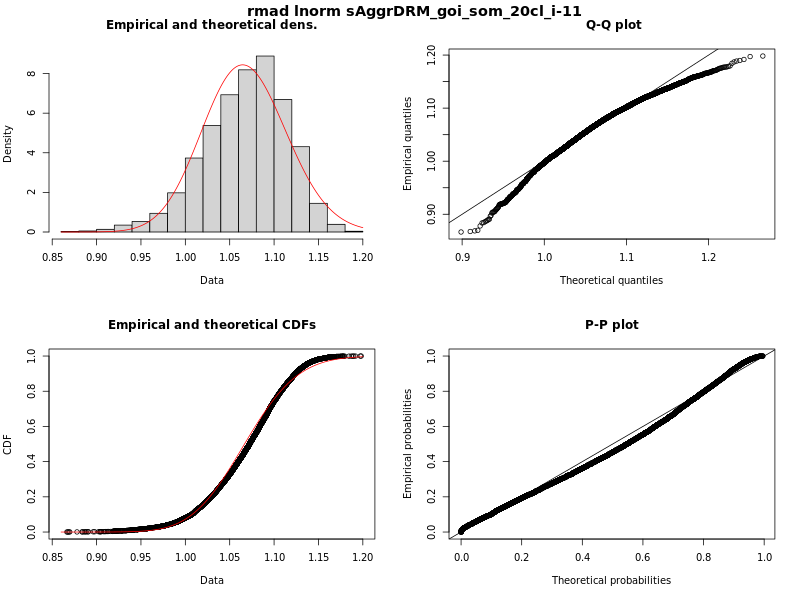 rmad lnorm sAggrDRM_goi_som_20cl_i-11
Empirical and theoretical dens.
Density
0 2 4 6 8
0.85 0.90 0.95 1.00 1.05 1.10 1.15 1.20
Data
Q-Q plot
Empirical quantiles
0.90 1.00 1.10 1.20
0.9 1.0 1.1 1.2
Theoretical quantiles
Empirical and theoretical CDFs
CDF
0.0 0.2 0.4 0.6 0.8 1.0
0.85 0.90 0.95 1.00 1.05 1.10 1.15 1.20
Data
P-P plot
Empirical probabilities
0.0 0.2 0.4 0.6 0.8 1.0
0.0 0.2 0.4 0.6 0.8 1.0
Theoretical probabilities